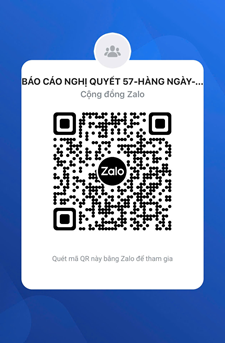 BÁO CÁO NGHỊ QUYẾT 57-HÀNG NGÀY-...
Cộng đồng Zalo
Zalo
Quét mã QR này bằng Zalo để tham gia